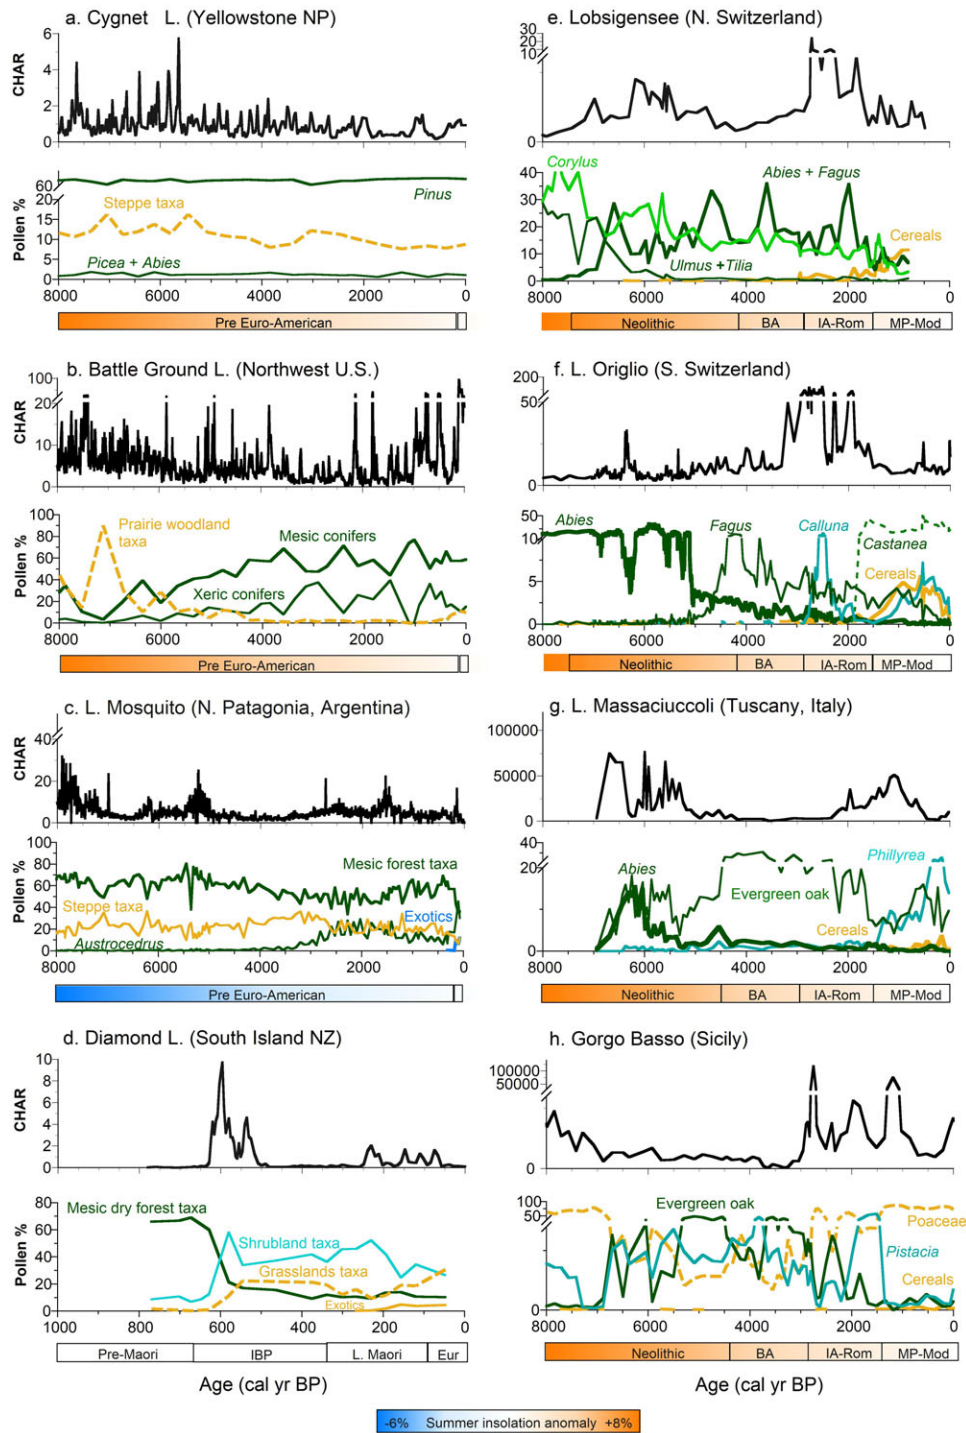 a. Cygnet L. (Yellowstone NP)
6
4
2
0
CHAR
60
20
15
10
5
0
Pollen %
Pinus
Steppe taxa
Picea + Abies
8000 6000 4000 2000 0
Pre Euro-American
b. Battle Ground L. (Northwest U.S.)
100
20
10
0
CHAR
100
80
60
40
20
0
Pollen %
Prairie woodland
taxa
Mesic conifers
Xeric conifers
8000 6000 4000 2000 0
Pre Euro-American
c. L. Mosquito (N. Patagonia, Argentina)
80
40
20
0
CHAR
100
80
60
40
20
0
Pollen %
Mesic forest taxa
Steppe taxa
Exotics
Austrocedrus
8000 6000 4000 2000 0
Pre Euro-American
d. Diamond L. (South Island NZ)
10
8
6
4
2
0
CHAR
80
60
40
20
0
Pollen %
Mesic dry forest taxa
Shrubland taxa
Grasslands taxa
Exotics
1000 800 600 400 200 0
Pre-Maori IBP L. Maori Eur
Age (cal yr BP)
e. Lobsigensee (N. Switzerland)
30
20
10
0
Corylus
Abies + Fagus
Cereals
Ulmus +Tilia
40
30
20
10
0
8000 6000 4000 2000 0
Neolithic BA IA-Rom MP-Mod
f. L. Origlio (S. Switzerland)
200
50
0
50
10
5
0
Abies
Fagus
Calluna
Castanea
Cereals
8000 6000 4000 2000 0
Neolithic BA IA-Rom MP-Mod
g. L. Massaciuccoli (Tuscany, Italy)
100000
50000
0
40
20
0
Phillyrea
Abies
Evergreen oak
Cereals
8000 6000 4000 2000 0
Neolithic BA IA-Rom MP-Mod
h. Gorgo Basso (Sicily)
100000
50000
0
100
50
0
Evergreen oak
Poaceae
Pistacia
Cereals
8000 6000 4000 2000 0
Neolithic BA IA-Rom MP-Mod
Age (cal yr BP)
-6% Summer insolation anomaly +8%